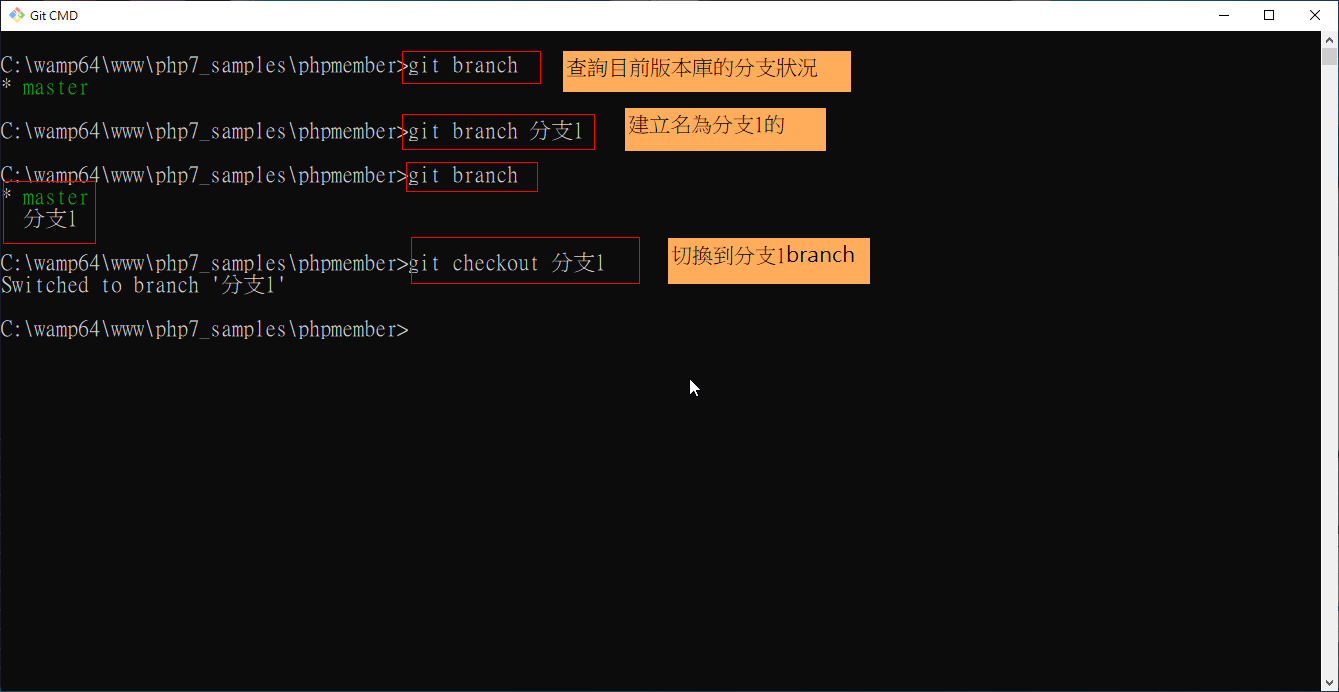 Git CMD
C:\wamp64\www\php7_samples\phpmember>git branch 查詢目前版本庫的分支狀況
* master
C:\wamp64\www\php7_samples\phpmember>git branch 分支1 建立名為分支1的
C:\wamp64\www\php7_samples\phpmember>git branch
* master
分支1
C:\wamp64\www\php7_samples\phpmember>git checkout 分支1 切換到分支1branch
Switched to branch '分支1'
C:\wamp64\www\php7_samples\phpmember>